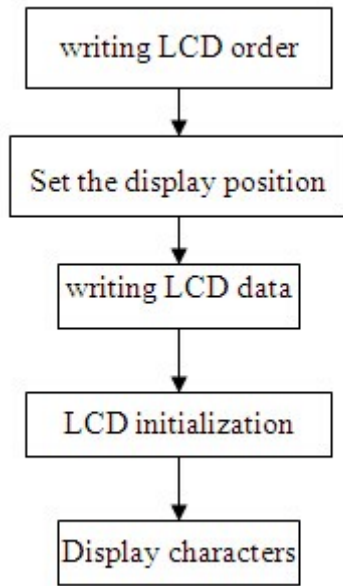 writing LCD order
Set the display position
writing LCD data
LCD initialization
Display characters